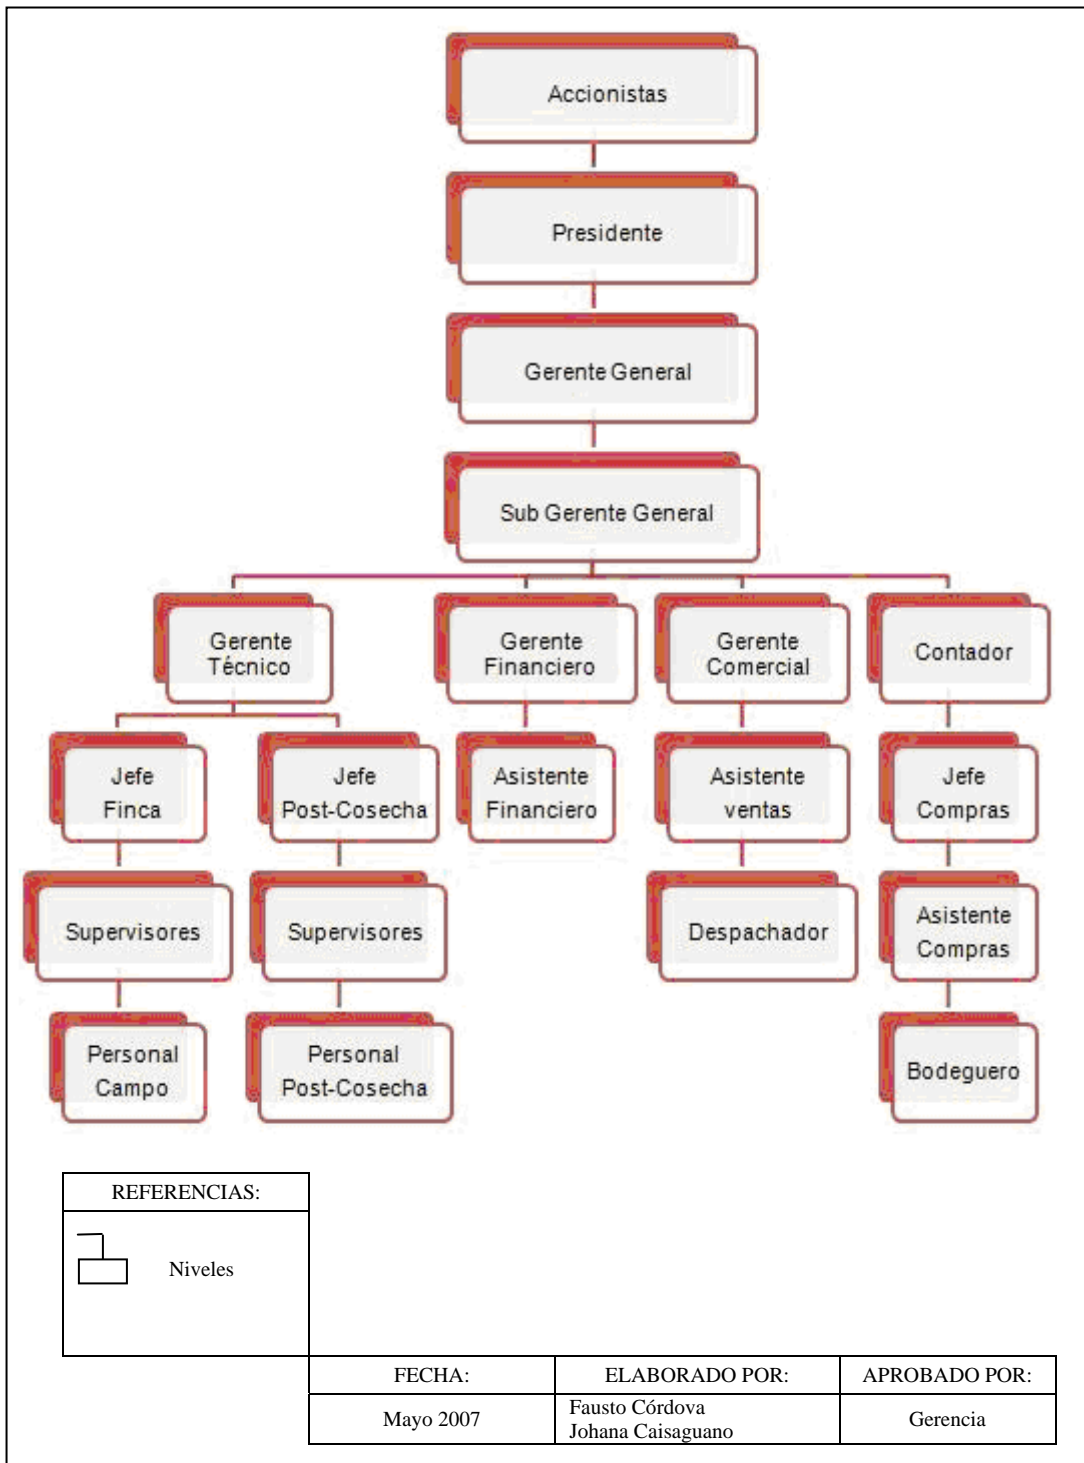 Accionistas
Presidente
Gerente General
Sub Gerente General
Gerente
Técnico
Gerente
Financiero
Gerente
Comercial
Contador
Jefe
Finca
Jefe
Post-Cosecha
Asistente
Financiero
Asistente
ventas
Jefe
Compras
Supervisores
Supervisores
Despachador
Asistente
Compras
Personal
Campo
Personal
Post-Cosecha
Bodeguero
REFERENCIAS:
Niveles
FECHA:
ELABORADO POR:
APROBADO POR:
Mayo 2007
Fausto Córdova
Johana Caisaguano
Gerencia